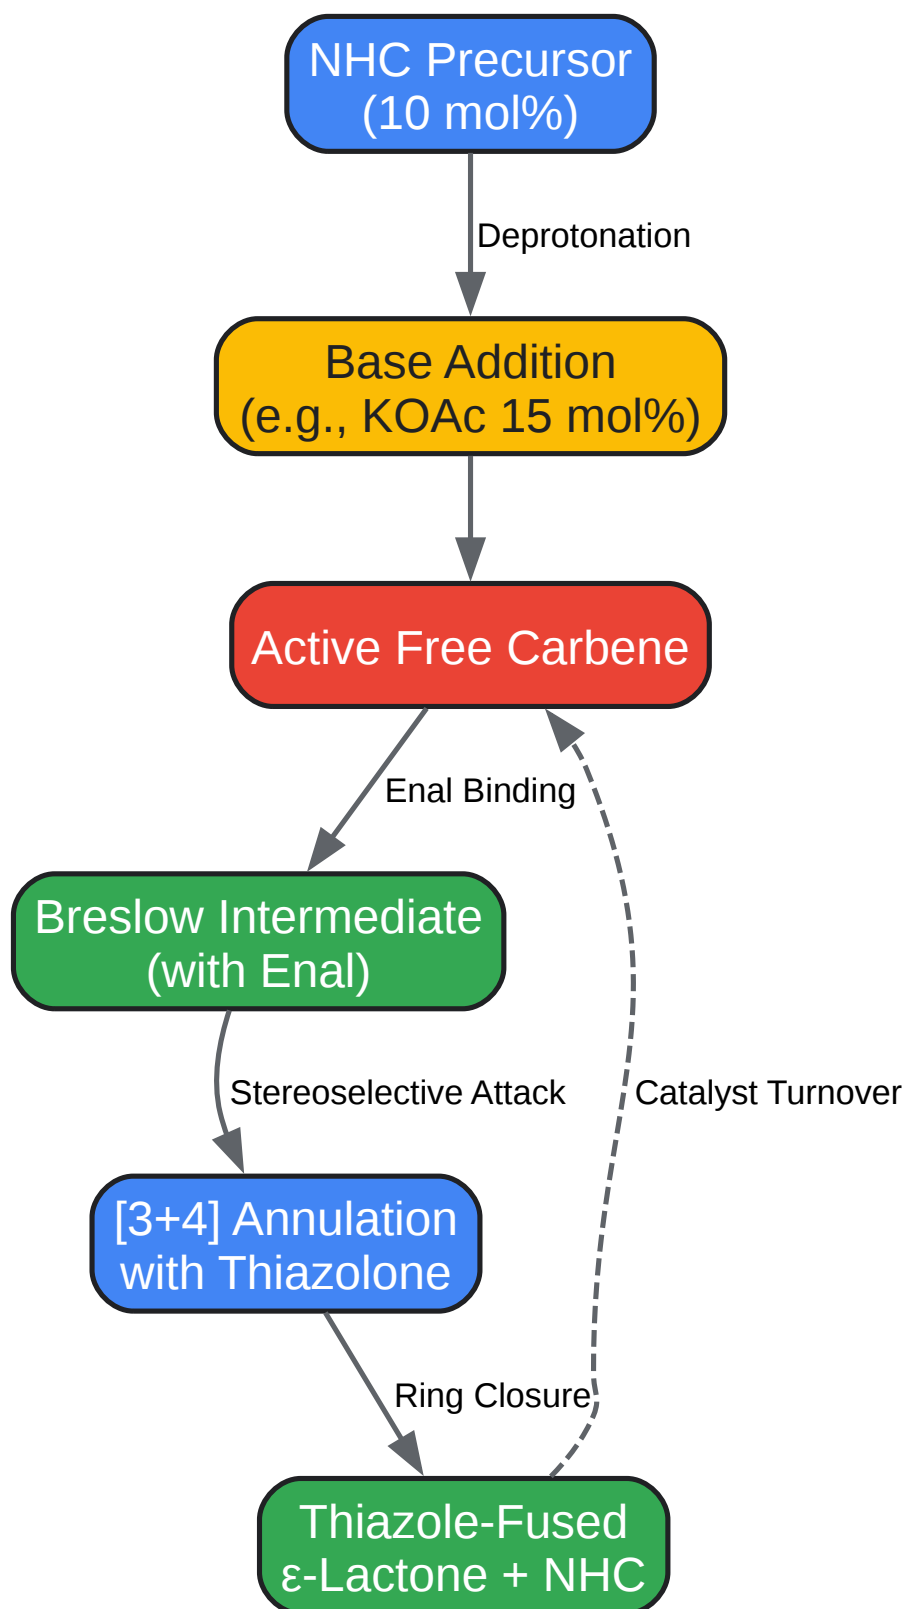 NHC Precursor
(10 mol%)
Deprotonation
Base Addition
(e.g., KOAc 15 mol%)
Active Free Carbene
Enal Binding
Breslow Intermediate
(with Enal)
Stereoselective Attack
Catalyst Turnover
[3+4] Annulation
with Thiazolone
Ring Closure
Thiazole-Fused
ε-Lactone + NHC